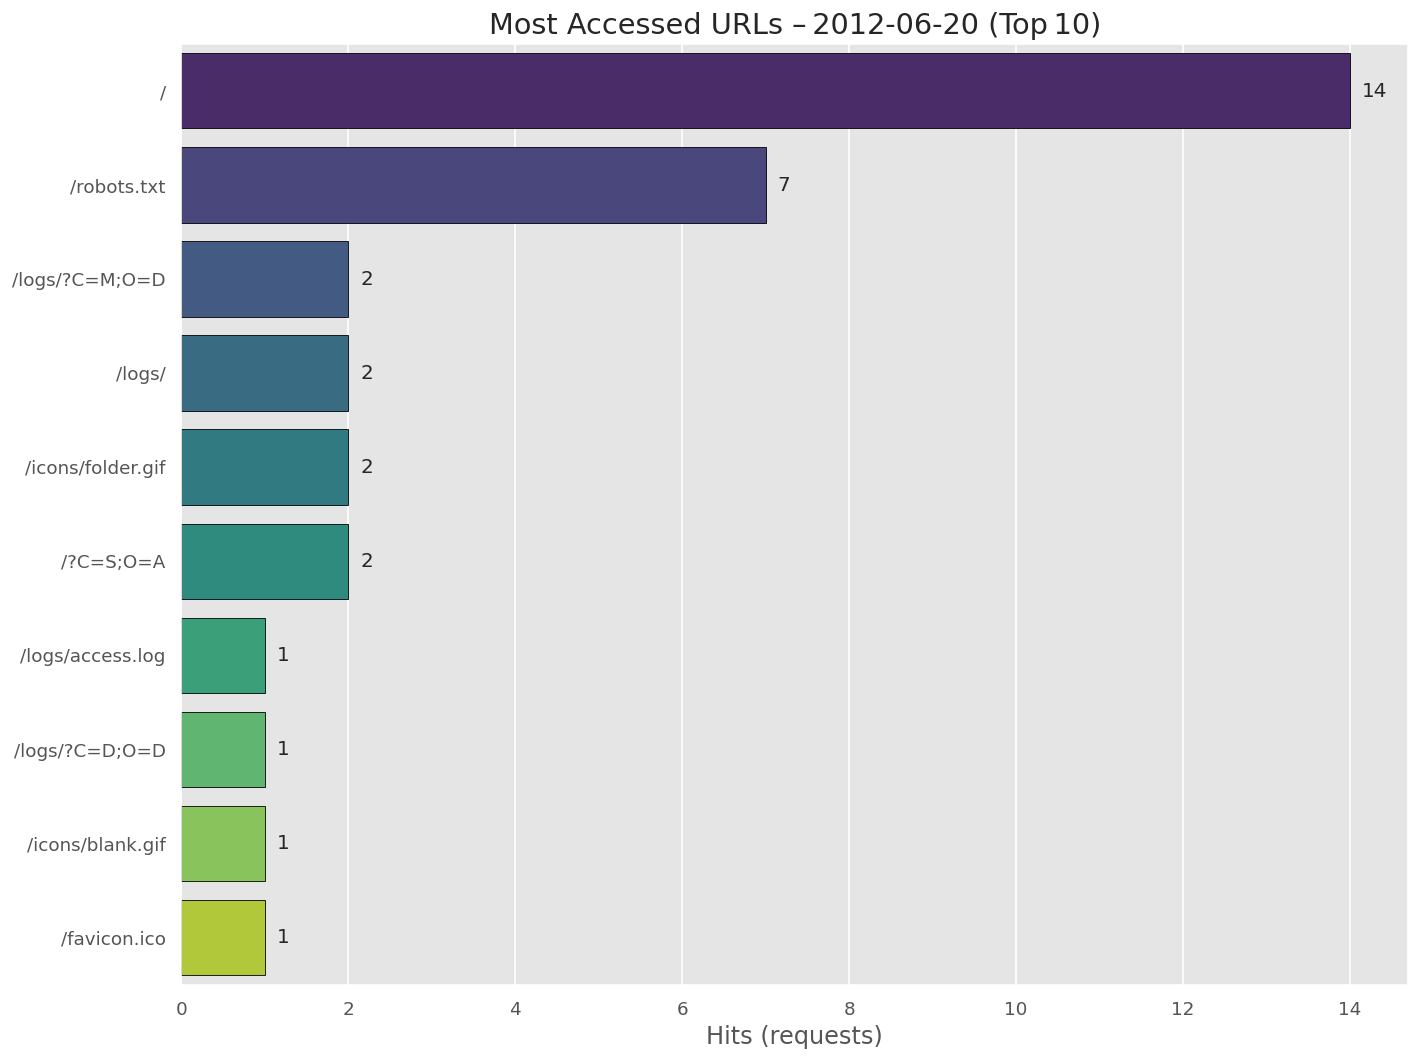 Most Accessed URLs – 2012-06-20 (Top 10)
/ 14
/robots.txt 7
/logs/?C=M;O=D 2
/logs/ 2
/icons/folder.gif 2
/?C=S;O=A 2
/logs/access.log 1
/logs/?C=D;O=D 1
/icons/blank.gif 1
/favicon.ico 1
0 2 4 6 8 10 12 14
Hits (requests)